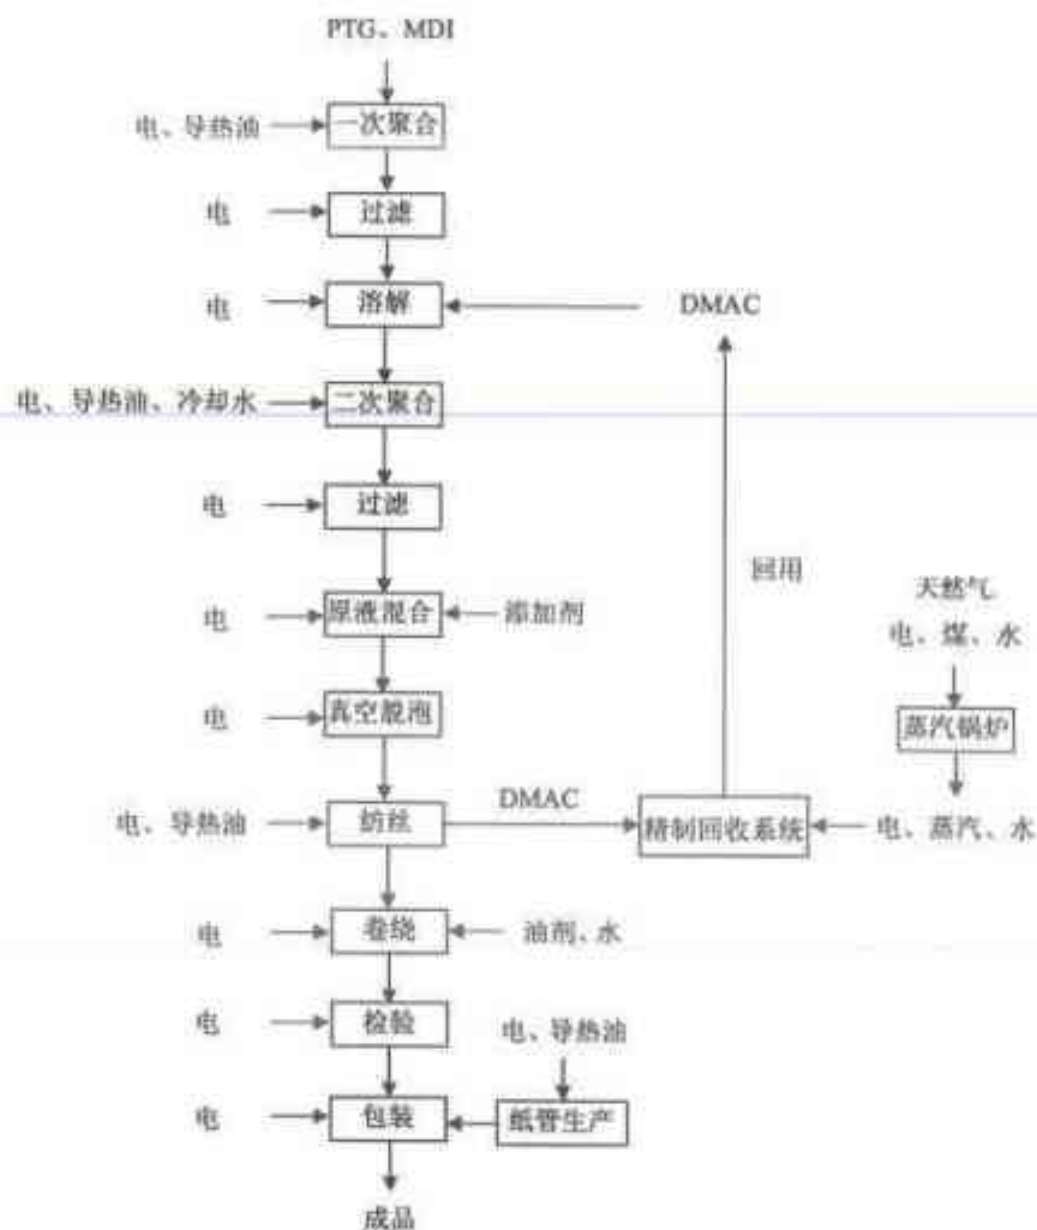 PTG、MDI
电、导热油
一次聚合
电
过滤
电
溶解
DMAC
电、导热油、冷却水
二次聚合
电
过滤
回用
天然气
电
原液混合
添加剂
电、煤、水
电
真空脱泡
蒸汽锅炉
DMAC
电、导热油
纺丝
精制回收系统
电、蒸汽、水
电
卷绕
油剂、水
电
检验
电、导热油
电
包装
纸管生产
成品